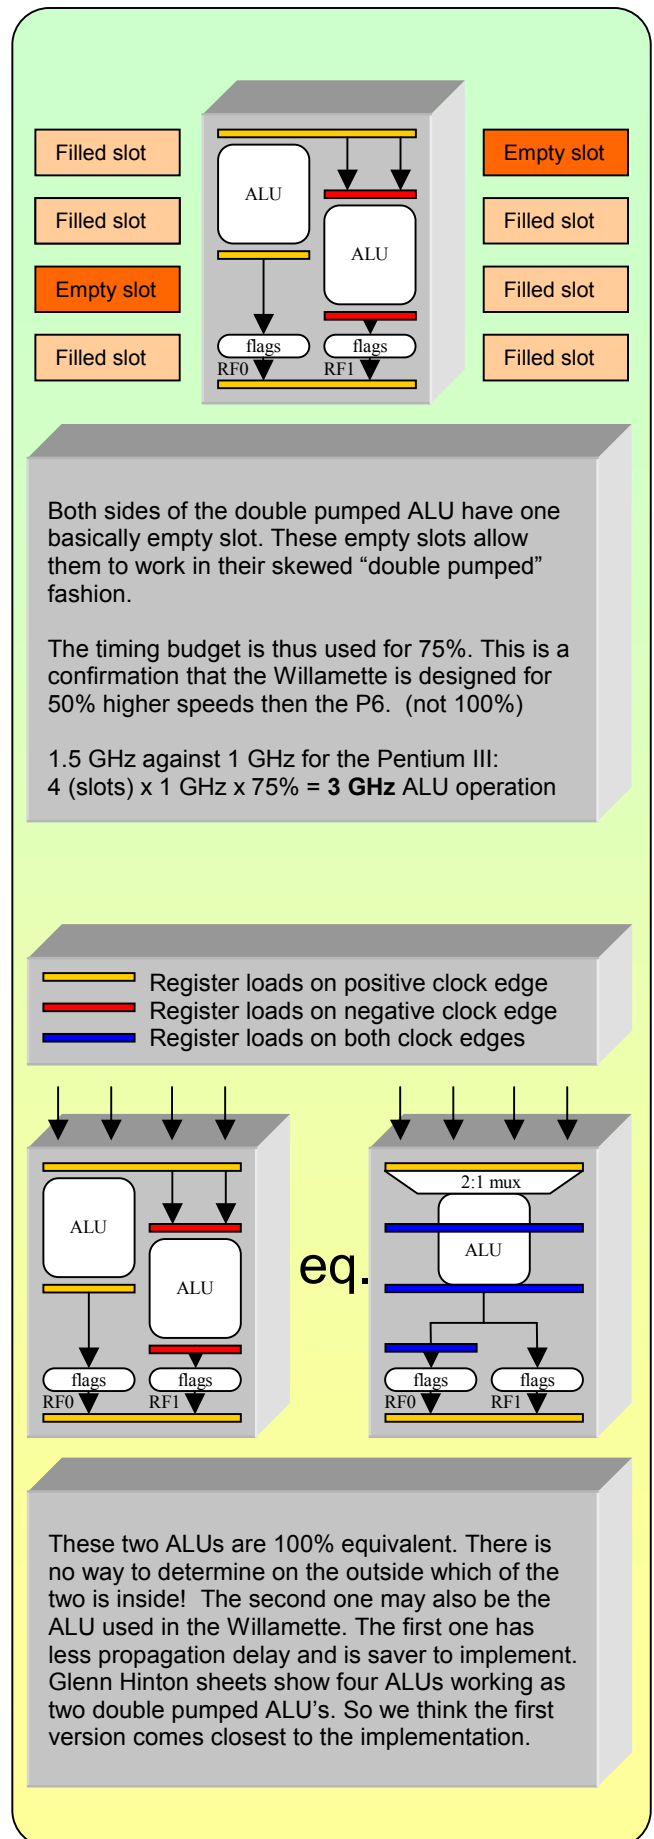 Filled slot
Filled slot
Empty slot
Filled slot
ALU
ALU
flags
flags
RF0
RF1
Empty slot
Filled slot
Filled slot
Filled slot
Both sides of the double pumped ALU have one
basically empty slot. These empty slots allow
them to work in their skewed “double pumped”
fashion.
The timing budget is thus used for 75%. This is a
confirmation that the Willamette is designed for
50% higher speeds then the P6.  (not 100%)
1.5 GHz against 1 GHz for the Pentium III:
4 (slots) x 1 GHz x 75% = 3 GHz ALU operation
Register loads on positive clock edge
Register loads on negative clock edge
Register loads on both clock edges
ALU
ALU
flags
flags
RF0
RF1
eq.
2:1 mux
ALU
flags
flags
RF0
RF1
These two ALUs are 100% equivalent. There is
no way to determine on the outside which of the
two is inside!  The second one may also be the
ALU used in the Willamette. The first one has
less propagation delay and is saver to implement.
Glenn Hinton sheets show four ALUs working as
two double pumped ALU’s. So we think the first
version comes closest to the implementation.